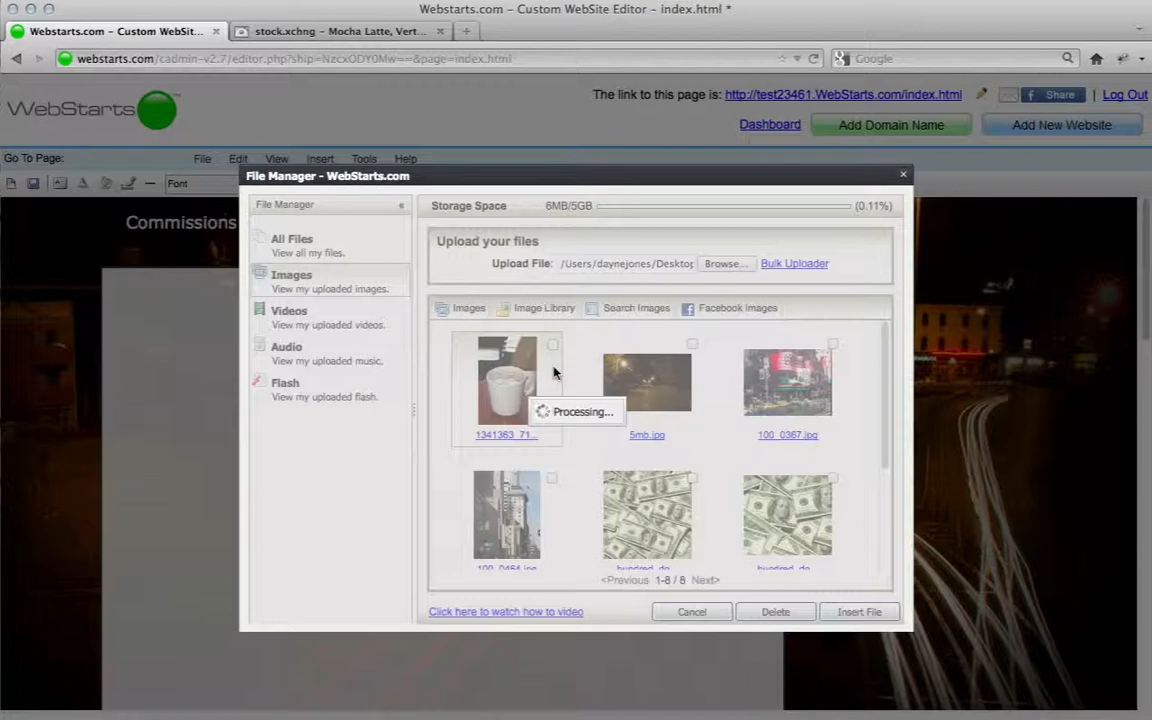 Webstarts.com – Custom WebSite Editor – index.html *
Webstarts.com – Custom WebSit...
stock.xchng – Mocha Latte, Vert...
webstarts.com/cadmin-v2.7/editor.php?ship=NzcxODY0Mw==&page=index.html
Google
WebStarts
The link to this page is: http://test23461.WebStarts.com/index.html
Share | Log Out
Dashboard
Add Domain Name
Add New Website
Go To Page:
File Edit View Insert Tools Help
Font
Commissions
File Manager - WebStarts.com
File Manager
All Files
View all my files.
Images
View my uploaded images.
Videos
View my uploaded videos.
Audio
View my uploaded music.
Flash
View my uploaded flash.
Storage Space 6MB/5GB (0.11%)
Upload your files
Upload File: /Users/daynejones/Desktop Browse... Bulk Uploader
Images Image Library Search Images Facebook Images
Processing...
1341363_71... 5mb.jpg 100_0367.jpg
100_0464.jpg hundred_do... hundred_do...
<Previous 1-8 / 8 Next>
Click here to watch how to video
Cancel Delete Insert File